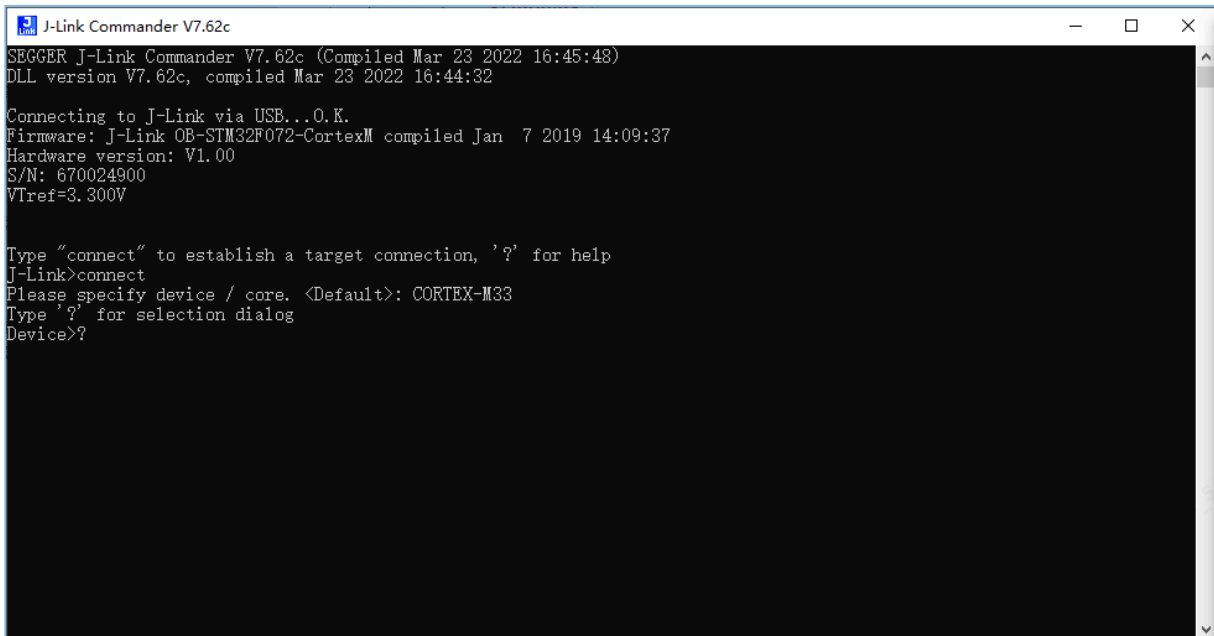 J-Link Commander V7.62c
SEGGER J-Link Commander V7.62c (Compiled Mar 23 2022 16:45:48)
DLL version V7.62c, compiled Mar 23 2022 16:44:32
Connecting to J-Link via USB...O.K.
Firmware: J-Link OB-STM32F072-CortexM compiled Jan  7 2019 14:09:37
Hardware version: V1.00
S/N: 670024900
VTref=3.300V
Type "connect" to establish a target connection, '?' for help
J-Link>connect
Please specify device / core. <Default>: CORTEX-M33
Type '?' for selection dialog
Device>?